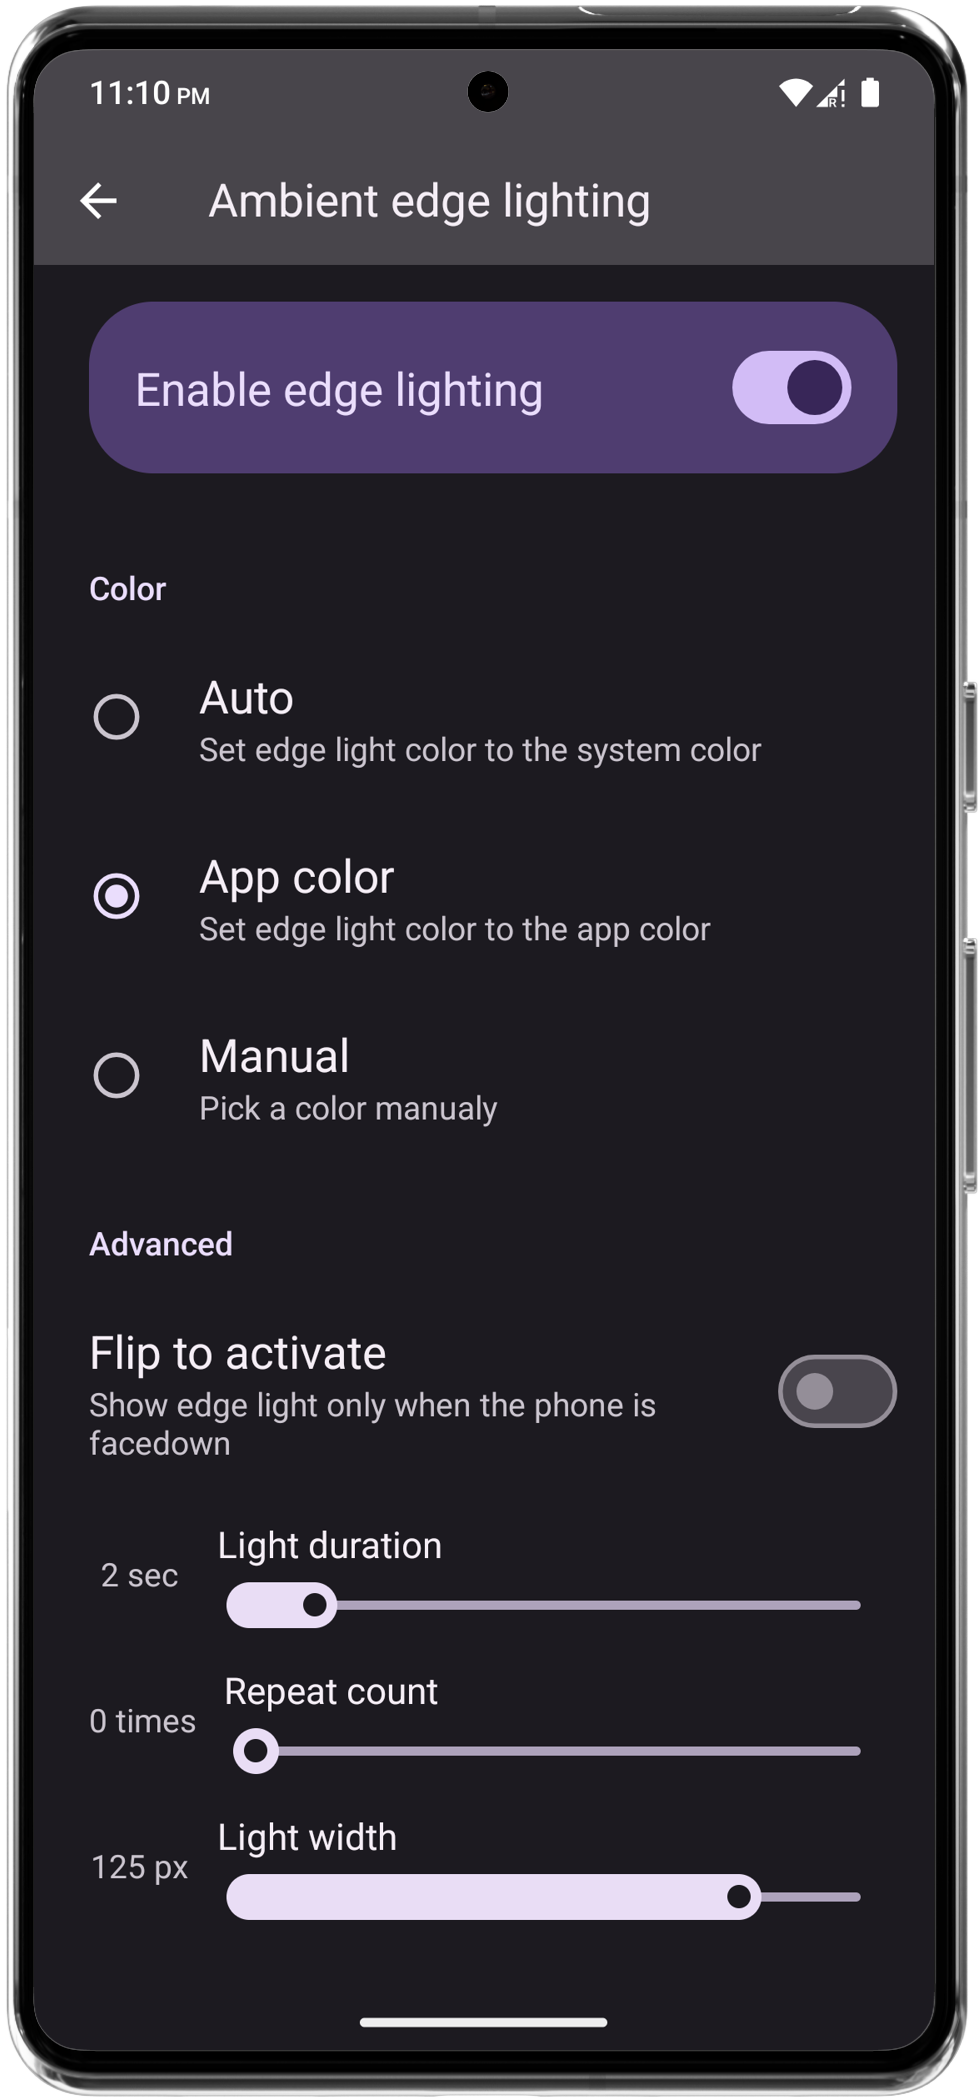 11:10 PM
R!
Ambient edge lighting
Enable edge lighting
Color
Auto
Set edge light color to the system color
App color
Set edge light color to the app color
Manual
Pick a color manualy
Advanced
Flip to activate
Show edge light only when the phone is
facedown
Light duration
2 sec
Repeat count
0 times
Light width
125 px